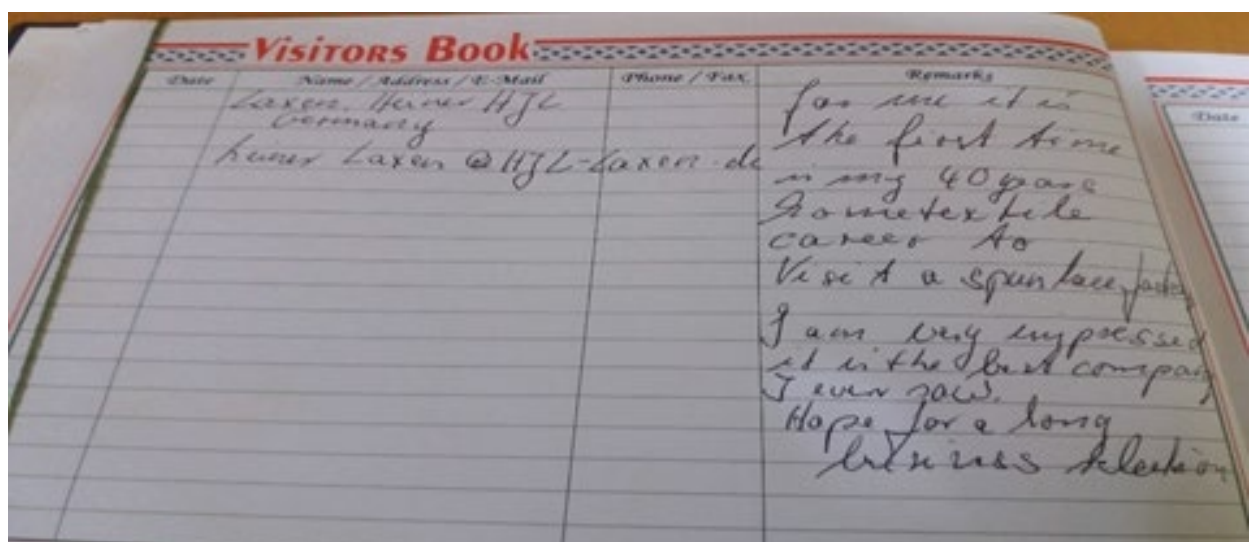 Visitors Book
Date Name / Address / E-Mail Phone / Fax. Remarks
Laxen, Heiner HJL
Germany
heiner Laxen @ HJL-Laxen.de
for me it is
the first time
in my 40 years
Hometextile
career to
Visit a spunlace factory
I am very impressed
it is the best company
I ever saw.
Hope for a long
business relation
Date